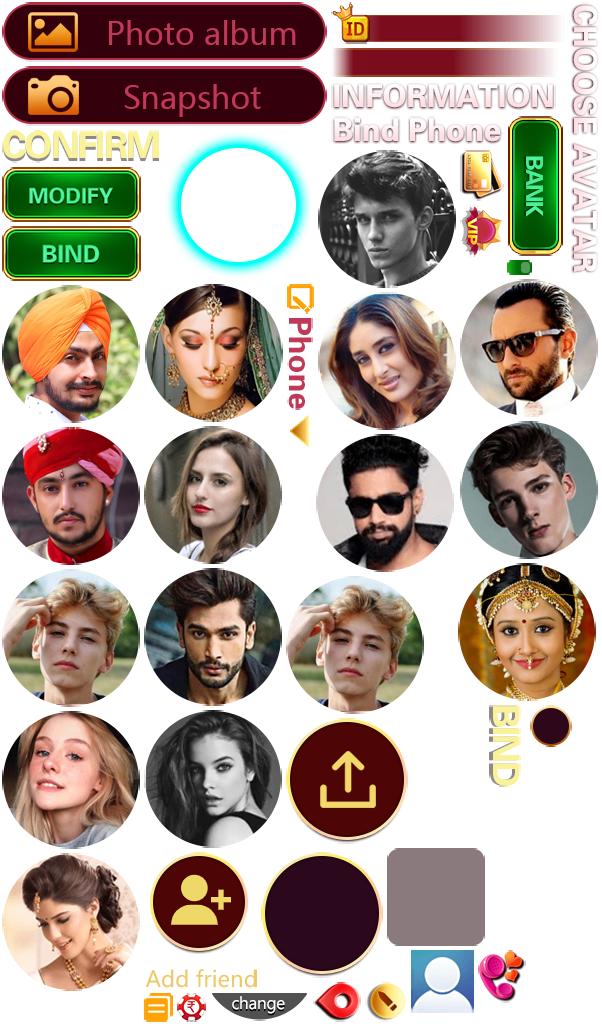 Photo album
ID
Snapshot
INFORMATION
Bind Phone
CHOOSE AVATAR
CONFIRM
MODIFY
BIND
BANK
VIP
Phone
BIND
Add friend
change